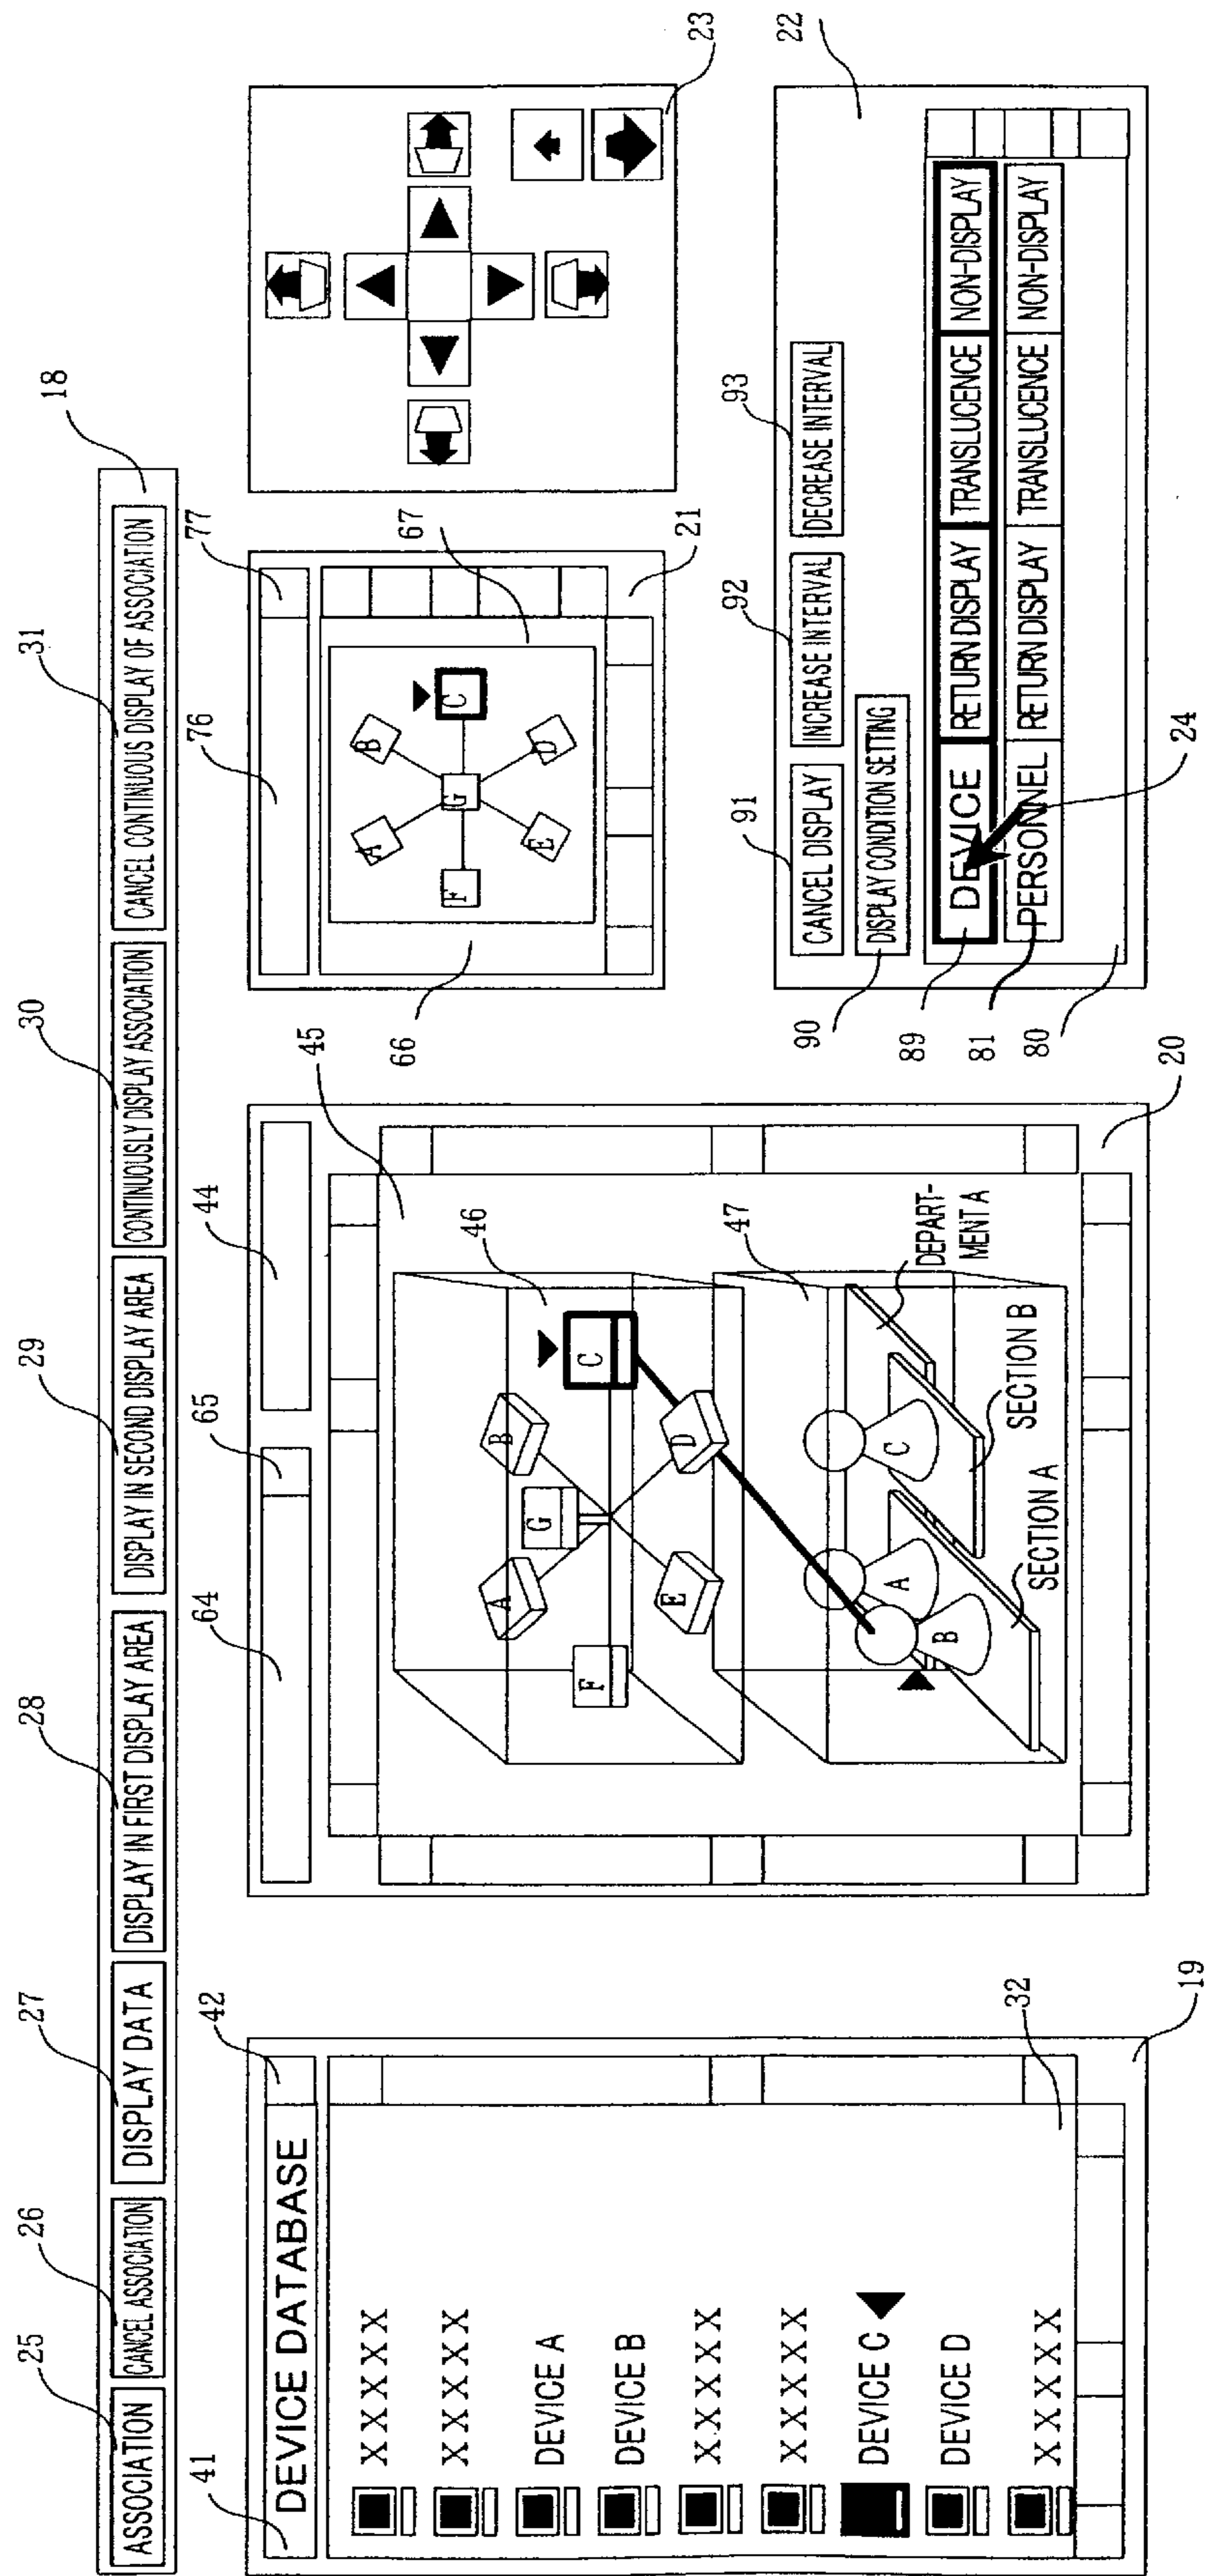 25
26
27
28
29
30
31
18
ASSOCIATION
CANCEL ASSOCIATION
DISPLAY DATA
DISPLAY IN FIRST DISPLAY AREA
DISPLAY IN SECOND DISPLAY AREA
CONTINUOUSLY DISPLAY ASSOCIATION
CANCEL CONTINUOUS DISPLAY OF ASSOCIATION
41
42
DEVICE DATABASE
XXXXX
XXXXX
DEVICE A
DEVICE B
XXXXX
XXXXX
DEVICE C
DEVICE D
XXXXX
32
19
64
65
44
45
46
A
B
G
C
F
E
D
47
A
C
B
DEPART-
MENT A
SECTION B
SECTION A
20
76
77
66
67
A
B
F
G
C
E
D
21
23
22
91
92
93
CANCEL DISPLAY
INCREASE INTERVAL
DECREASE INTERVAL
90
DISPLAY CONDITION SETTING
89
DEVICE
RETURN DISPLAY
TRANSLUCENCE
NON-DISPLAY
81
PERSONNEL
RETURN DISPLAY
TRANSLUCENCE
NON-DISPLAY
80
24